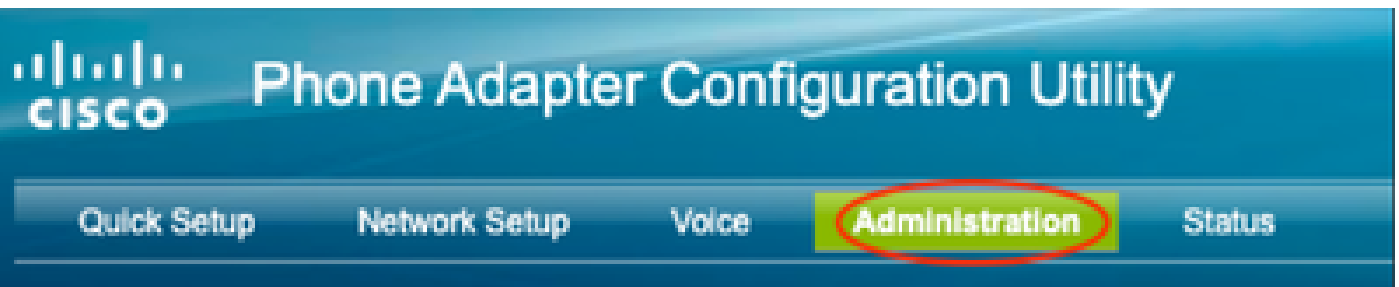 CISCO
Phone Adapter Configuration Utility
Quick Setup Network Setup Voice Administration Status